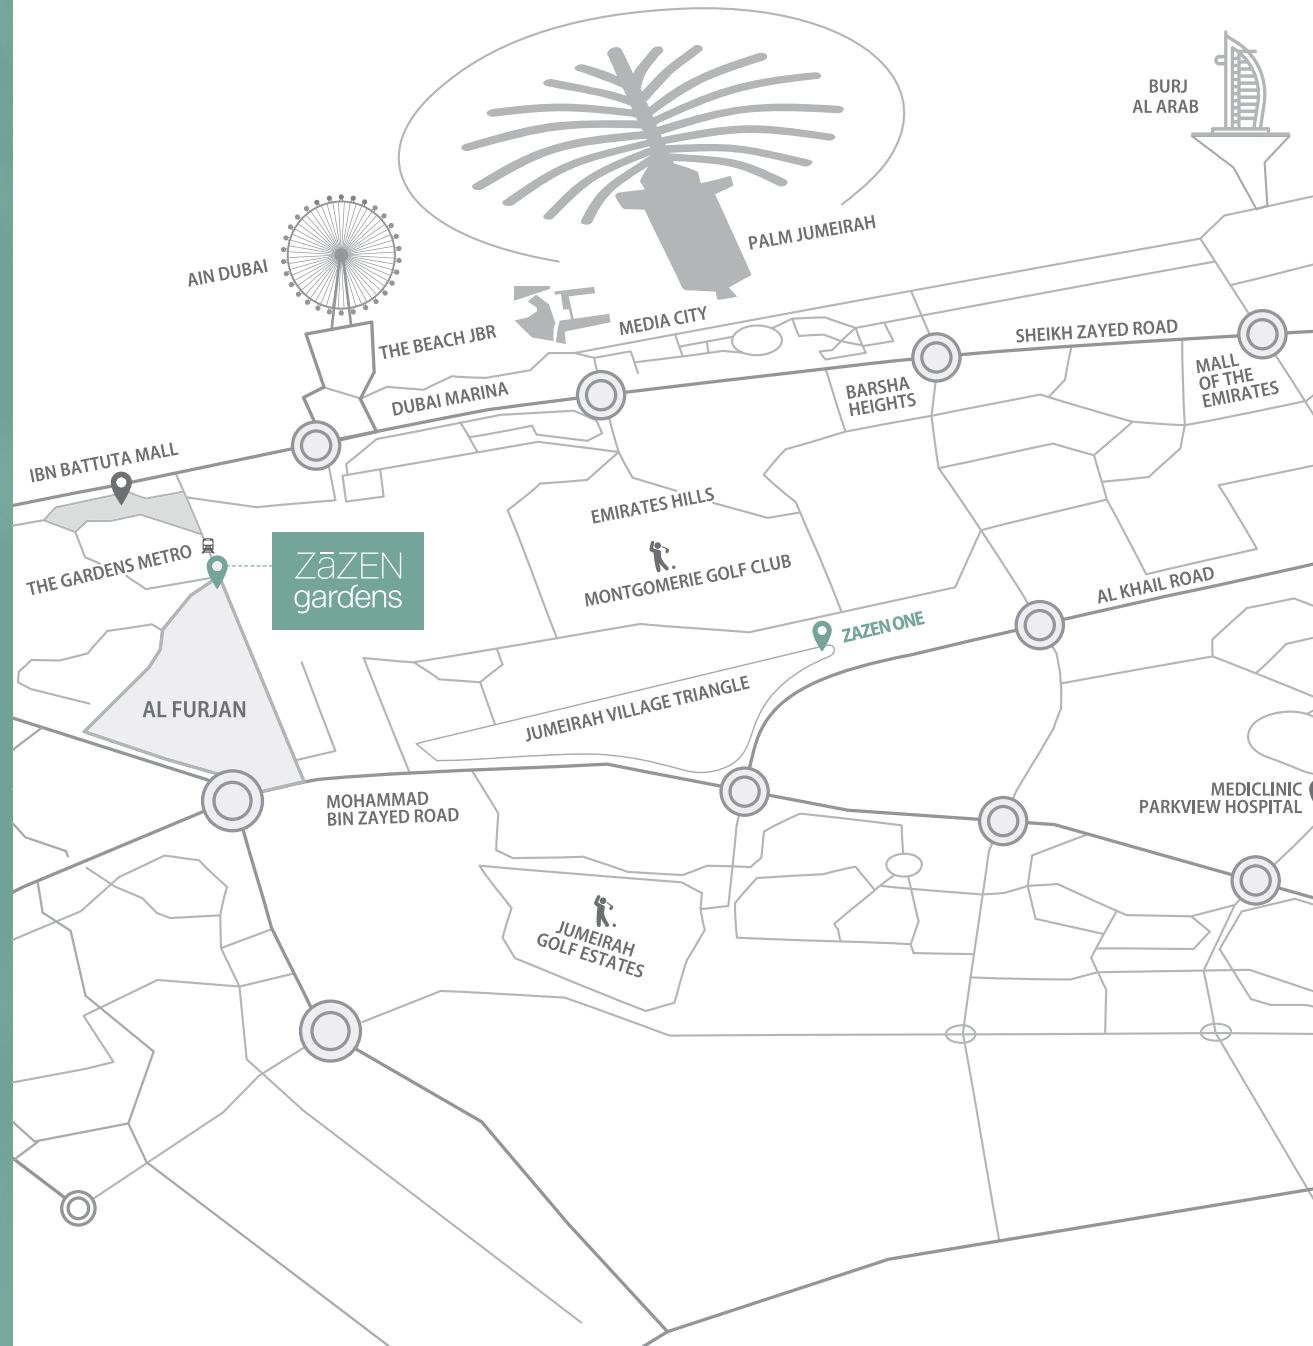 BURJ
AL ARAB
PALM JUMEIRAH
AIN DUBAI
THE BEACH JBR
MEDIA CITY
SHEIKH ZAYED ROAD
MALL
OF THE
EMIRATES
BARSHA
HEIGHTS
DUBAI MARINA
IBN BATTUTA MALL
EMIRATES HILLS
THE GARDENS METRO
ZāZEN
gardens
MONTGOMERIE GOLF CLUB
AL KHAIL ROAD
ZAZEN ONE
AL FURJAN
JUMEIRAH VILLAGE TRIANGLE
MOHAMMAD
BIN ZAYED ROAD
MEDICLINIC
PARKVIEW HOSPITAL
JUMEIRAH
GOLF ESTATES